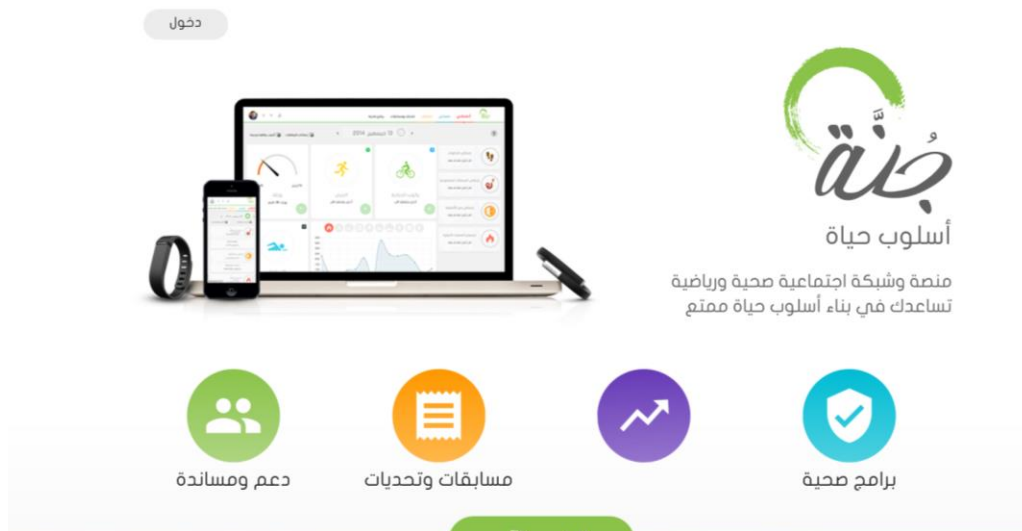 دخول
جُنَّة
أسلوب حياة
منصة وشبكة اجتماعية صحية ورياضية
تساعدك في بناء أسلوب حياة ممتع
برامج صحية
مسابقات وتحديات
دعم ومساندة